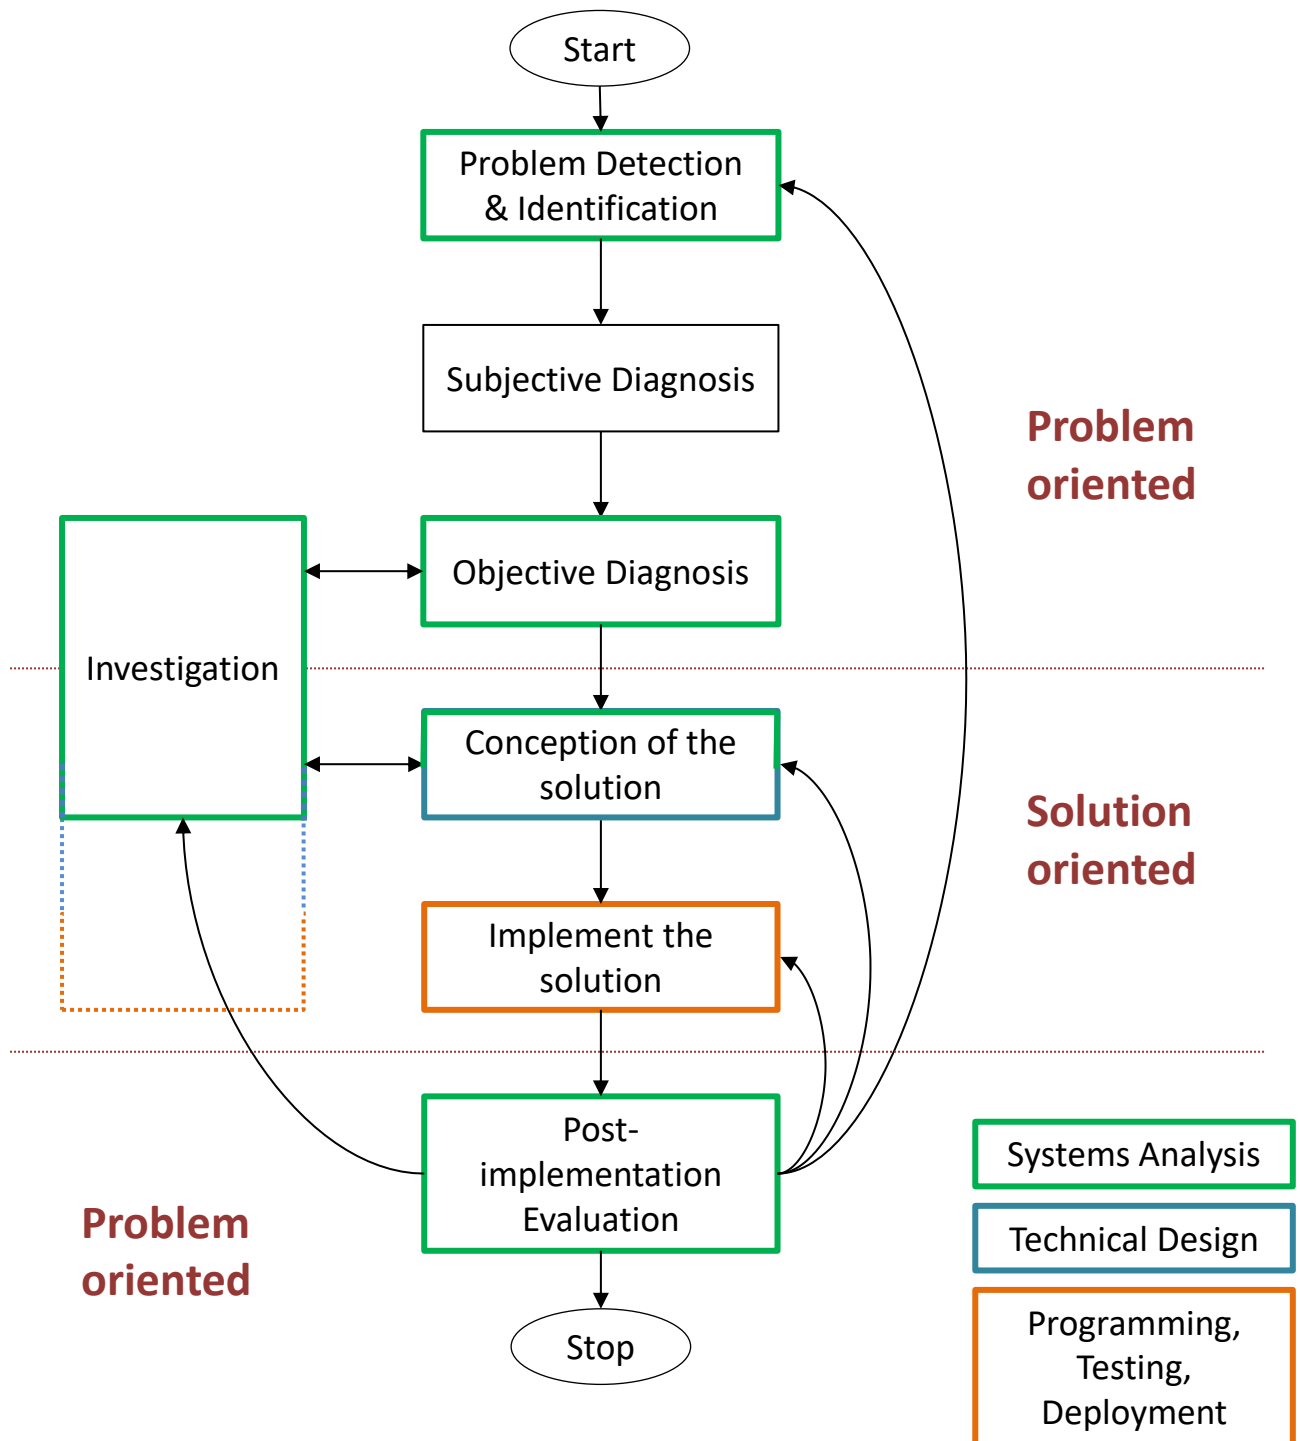 Start
Problem Detection
& Identification
Subjective Diagnosis
Problem
oriented
Objective Diagnosis
Investigation
Conception of the
solution
Solution
oriented
Implement the
solution
Post-
implementation
Evaluation
Problem
oriented
Stop
Systems Analysis
Technical Design
Programming,
Testing,
Deployment